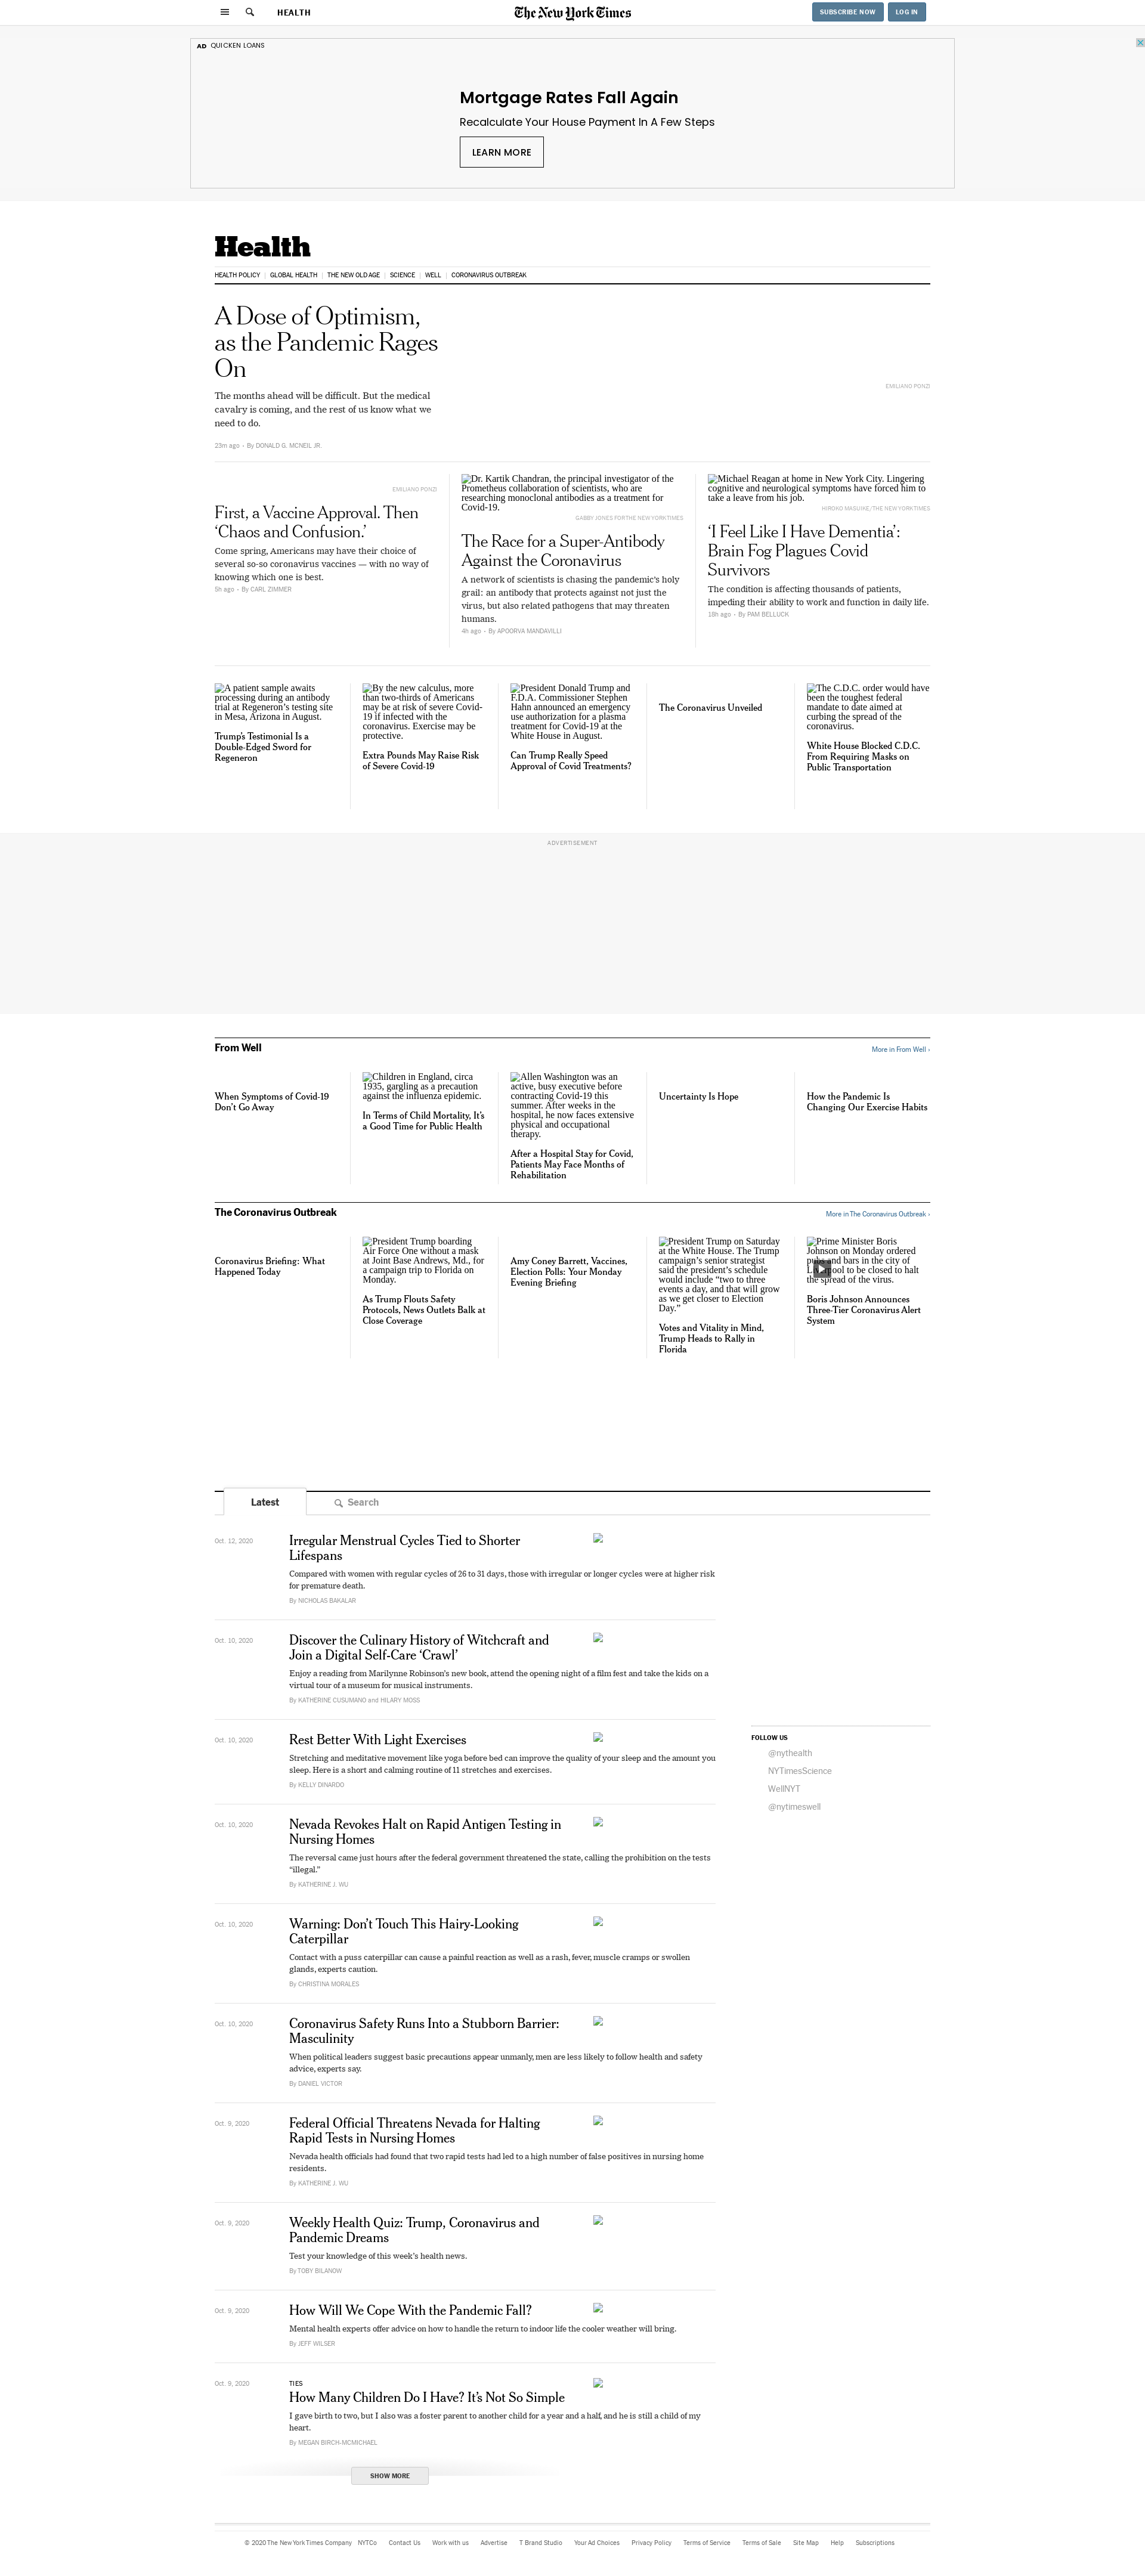 HEALTH
The New York Times
SUBSCRIBE NOW
LOG IN
AD QUICKEN LOANS
Mortgage Rates Fall Again
Recalculate Your House Payment In A Few Steps
LEARN MORE
Health
HEALTH POLICY
GLOBAL HEALTH
THE NEW OLD AGE
SCIENCE
WELL
CORONAVIRUS OUTBREAK
A Dose of Optimism,
as the Pandemic Rages
On
The months ahead will be difficult. But the medical
cavalry is coming, and the rest of us know what we
need to do.
23m ago • By DONALD G. MCNEIL JR.
EMILIANO PONZI
EMILIANO PONZI
First, a Vaccine Approval. Then
‘Chaos and Confusion.’
Come spring, Americans may have their choice of
several so-so coronavirus vaccines — with no way of
knowing which one is best.
5h ago • By CARL ZIMMER
Dr. Kartik Chandran, the principal investigator of the
Prometheus collaboration of scientists, who are
researching monoclonal antibodies as a treatment for
Covid-19.
GABBY JONES FOR THE NEW YORK TIMES
The Race for a Super-Antibody
Against the Coronavirus
A network of scientists is chasing the pandemic’s holy
grail: an antibody that protects against not just the
virus, but also related pathogens that may threaten
humans.
4h ago • By APOORVA MANDAVILLI
Michael Reagan at home in New York City. Lingering
cognitive and neurological symptoms have forced him to
take a leave from his job.
HIROKO MASUIKE/THE NEW YORK TIMES
‘I Feel Like I Have Dementia’:
Brain Fog Plagues Covid
Survivors
The condition is affecting thousands of patients,
impeding their ability to work and function in daily life.
18h ago • By PAM BELLUCK
A patient sample awaits
processing during an antibody
trial at Regeneron’s testing site
in Mesa, Arizona in August.
Trump’s Testimonial Is a
Double-Edged Sword for
Regeneron
By the new calculus, more
than two-thirds of Americans
may be at risk of severe Covid-
19 if infected with the
coronavirus. Exercise may be
protective.
Extra Pounds May Raise Risk
of Severe Covid-19
President Donald Trump and
F.D.A. Commissioner Stephen
Hahn announced an emergency
use authorization for a plasma
treatment for Covid-19 at the
White House in August.
Can Trump Really Speed
Approval of Covid Treatments?
The Coronavirus Unveiled
The C.D.C. order would have
been the toughest federal
mandate to date aimed at
curbing the spread of the
coronavirus.
White House Blocked C.D.C.
From Requiring Masks on
Public Transportation
ADVERTISEMENT
From Well
More in From Well ›
When Symptoms of Covid-19
Don’t Go Away
Children in England, circa
1935, gargling as a precaution
against the influenza epidemic.
In Terms of Child Mortality, It’s
a Good Time for Public Health
Allen Washington was an
active, busy executive before
contracting Covid-19 this
summer. After weeks in the
hospital, he now faces extensive
physical and occupational
therapy.
After a Hospital Stay for Covid,
Patients May Face Months of
Rehabilitation
Uncertainty Is Hope
How the Pandemic Is
Changing Our Exercise Habits
The Coronavirus Outbreak
More in The Coronavirus Outbreak ›
Coronavirus Briefing: What
Happened Today
President Trump boarding
Air Force One without a mask
at Joint Base Andrews, Md., for
a campaign trip to Florida on
Monday.
As Trump Flouts Safety
Protocols, News Outlets Balk at
Close Coverage
Amy Coney Barrett, Vaccines,
Election Polls: Your Monday
Evening Briefing
President Trump on Saturday
at the White House. The Trump
campaign’s senior strategist
said the president’s schedule
would include “two to three
events a day, and that will grow
as we get closer to Election
Day.”
Votes and Vitality in Mind,
Trump Heads to Rally in
Florida
Prime Minister Boris
Johnson on Monday ordered
pubs and bars in the city of
to be closed to halt
the spread of the virus.
Boris Johnson Announces
Three-Tier Coronavirus Alert
System
Latest
Search
Oct. 12, 2020
Irregular Menstrual Cycles Tied to Shorter
Lifespans
Compared with women with regular cycles of 26 to 31 days, those with irregular or longer cycles were at higher risk
for premature death.
By NICHOLAS BAKALAR
Oct. 10, 2020
Discover the Culinary History of Witchcraft and
Join a Digital Self-Care ‘Crawl’
Enjoy a reading from Marilynne Robinson’s new book, attend the opening night of a film fest and take the kids on a
virtual tour of a museum for musical instruments.
By KATHERINE CUSUMANO and HILARY MOSS
Oct. 10, 2020
Rest Better With Light Exercises
Stretching and meditative movement like yoga before bed can improve the quality of your sleep and the amount you
sleep. Here is a short and calming routine of 11 stretches and exercises.
By KELLY DINARDO
FOLLOW US
@nythealth
NYTimesScience
WellNYT
@nytimeswell
Oct. 10, 2020
Nevada Revokes Halt on Rapid Antigen Testing in
Nursing Homes
The reversal came just hours after the federal government threatened the state, calling the prohibition on the tests
“illegal.”
By KATHERINE J. WU
Oct. 10, 2020
Warning: Don’t Touch This Hairy-Looking
Caterpillar
Contact with a puss caterpillar can cause a painful reaction as well as a rash, fever, muscle cramps or swollen
glands, experts caution.
By CHRISTINA MORALES
Oct. 10, 2020
Coronavirus Safety Runs Into a Stubborn Barrier:
Masculinity
When political leaders suggest basic precautions appear unmanly, men are less likely to follow health and safety
advice, experts say.
By DANIEL VICTOR
Oct. 9, 2020
Federal Official Threatens Nevada for Halting
Rapid Tests in Nursing Homes
Nevada health officials had found that two rapid tests had led to a high number of false positives in nursing home
residents.
By KATHERINE J. WU
Oct. 9, 2020
Weekly Health Quiz: Trump, Coronavirus and
Pandemic Dreams
Test your knowledge of this week’s health news.
By TOBY BILANOW
Oct. 9, 2020
How Will We Cope With the Pandemic Fall?
Mental health experts offer advice on how to handle the return to indoor life the cooler weather will bring.
By JEFF WILSER
Oct. 9, 2020
TIES
How Many Children Do I Have? It’s Not So Simple
I gave birth to two, but I also was a foster parent to another child for a year and a half, and he is still a child of my
heart.
By MEGAN BIRCH-MCMICHAEL
SHOW MORE
© 2020 The New York Times Company
NYTCo
Contact Us
Work with us
Advertise
T Brand Studio
Your Ad Choices
Privacy Policy
Terms of Service
Terms of Sale
Site Map
Help
Subscriptions